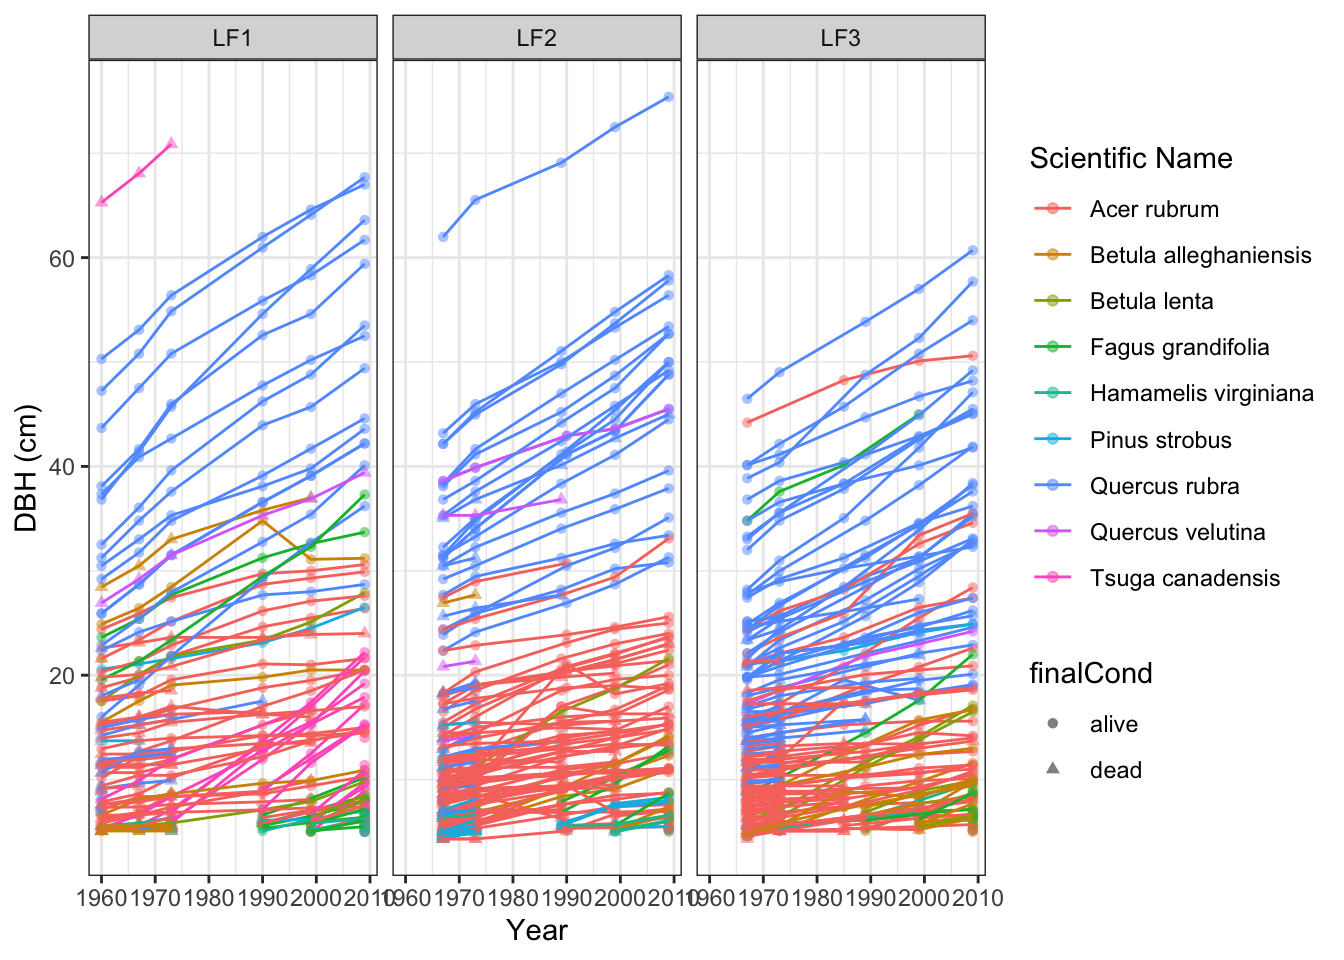 LF1 LF2 LF3
60
40
20
DBH (cm)
1960 1970 1980 1990 2000 2010 1960 1970 1980 1990 2000 2010 1960 1970 1980 1990 2000 2010
Year
Scientific Name
Acer rubrum
Betula alleghaniensis
Betula lenta
Fagus grandifolia
Hamamelis virginiana
Pinus strobus
Quercus rubra
Quercus velutina
Tsuga canadensis
finalCond
alive
dead